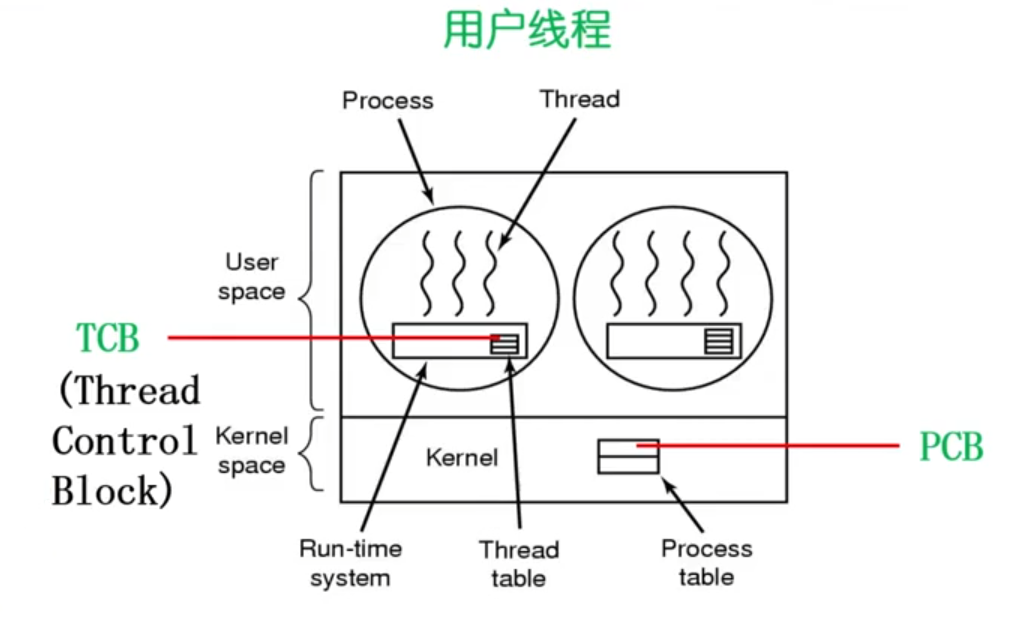 用户线程
Process
Thread
User
space
TCB
(Thread
Control
Block)
Kernel
space
Kernel
PCB
Run-time
system
Thread
table
Process
table